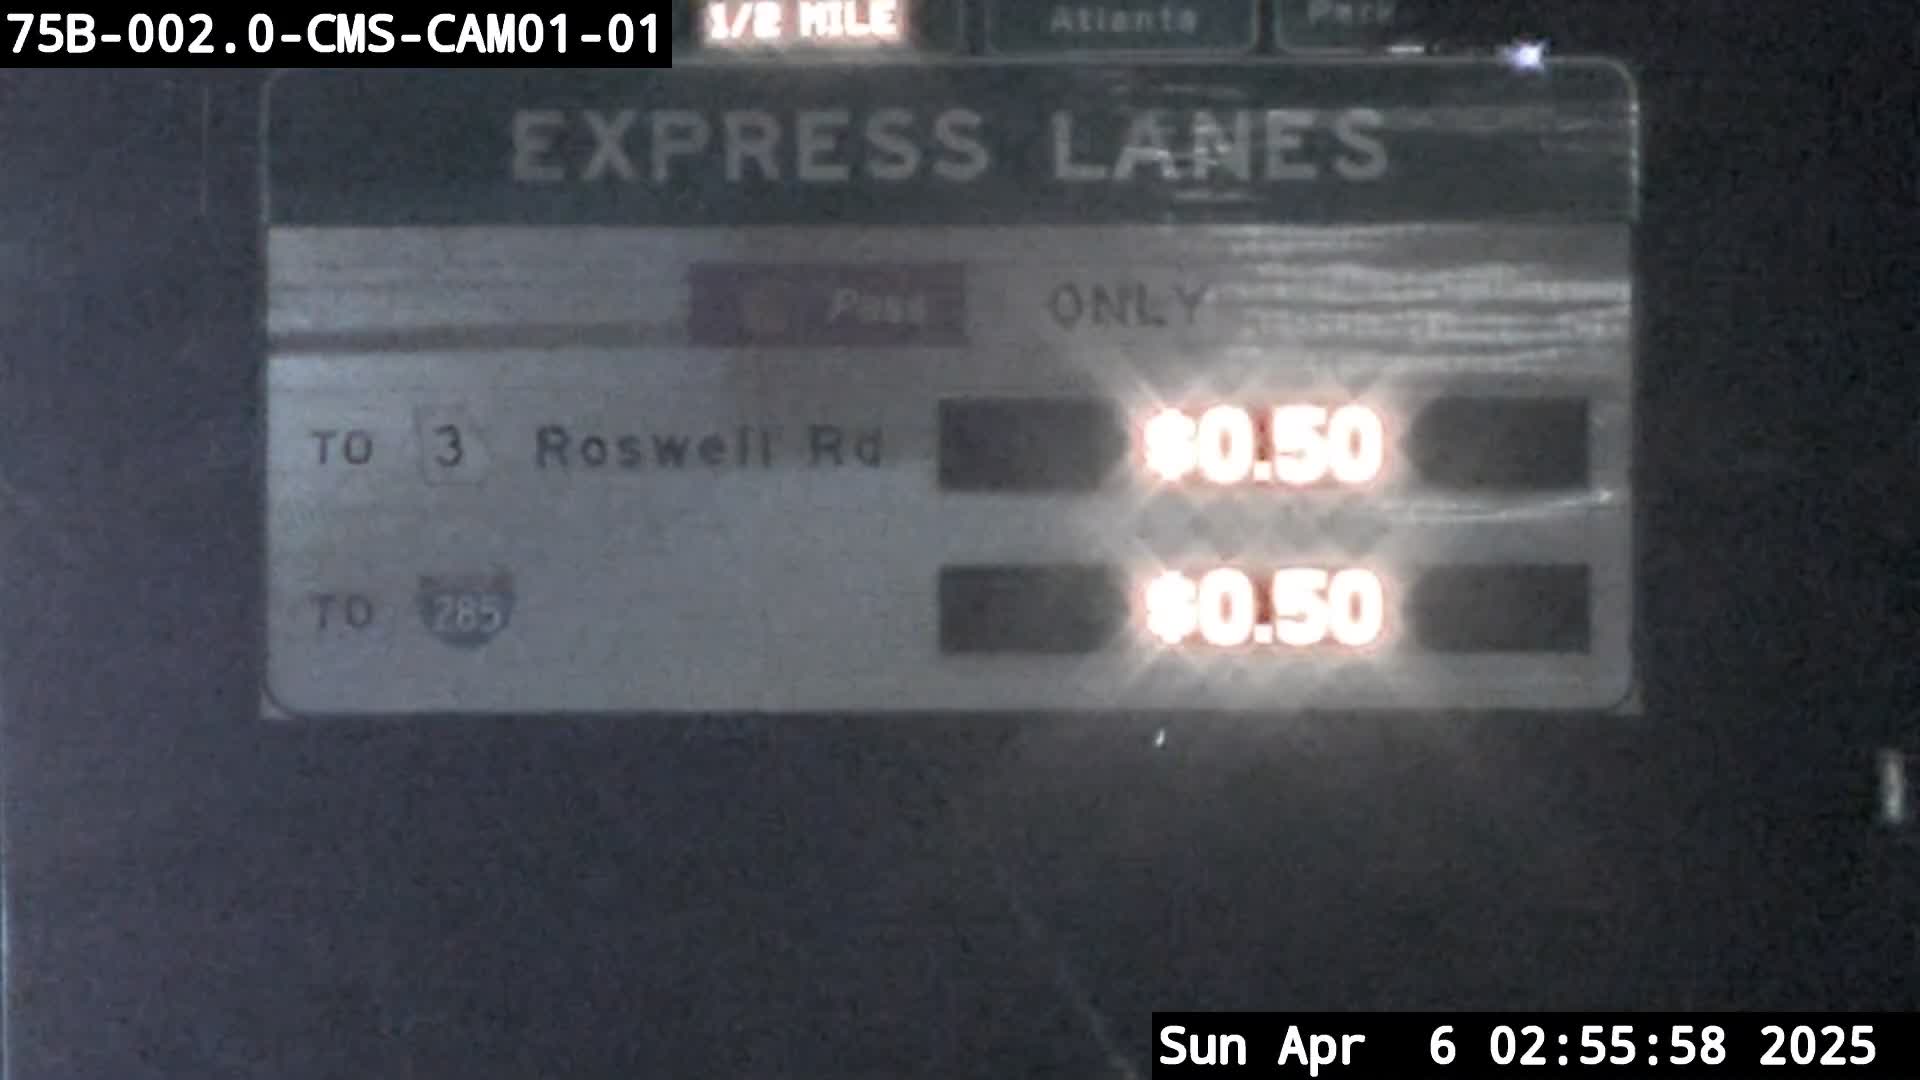 75B-002.0-CMS-CAM01-01
1/2 MILE
Atlanta
Park
EXPRESS LANES
Pass ONLY
TO 3 Roswell Rd $0.50
TO 285 $0.50
Sun Apr 6 02:55:58 2025